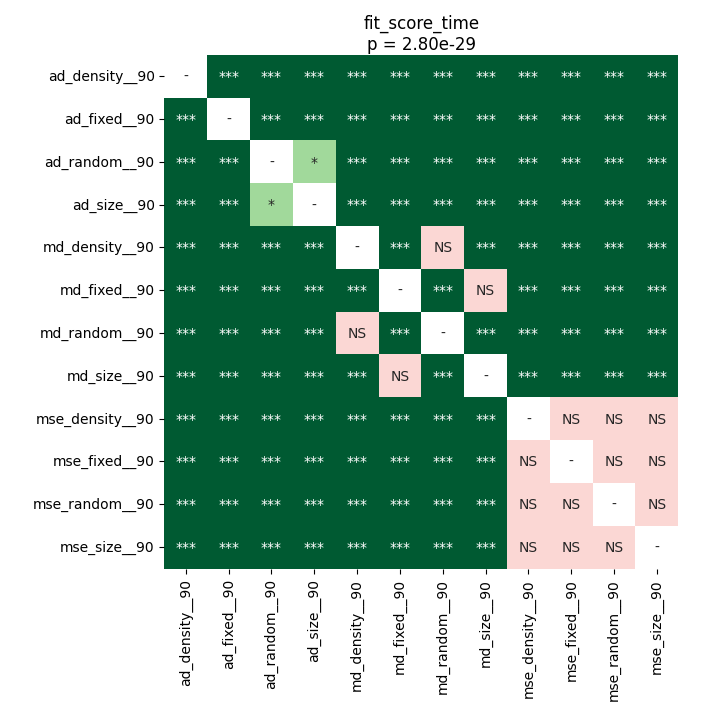 fit_score_time
p = 2.80e-29
ad_density__90 - *** *** *** *** *** *** *** *** *** *** ***
ad_fixed__90 *** - *** *** *** *** *** *** *** *** *** ***
ad_random__90 *** *** - * *** *** *** *** *** *** *** ***
ad_size__90 *** *** * - *** *** *** *** *** *** *** ***
md_density__90 *** *** *** *** - *** NS *** *** *** *** ***
md_fixed__90 *** *** *** *** *** - *** NS *** *** *** ***
md_random__90 *** *** *** *** NS *** - *** *** *** *** ***
md_size__90 *** *** *** *** *** NS *** - *** *** *** ***
mse_density__90 *** *** *** *** *** *** *** *** - NS NS NS
mse_fixed__90 *** *** *** *** *** *** *** *** NS - NS NS
mse_random__90 *** *** *** *** *** *** *** *** NS NS - NS
mse_size__90 *** *** *** *** *** *** *** *** NS NS NS -
ad_density__90
ad_fixed__90
ad_random__90
ad_size__90
md_density__90
md_fixed__90
md_random__90
md_size__90
mse_density__90
mse_fixed__90
mse_random__90
mse_size__90